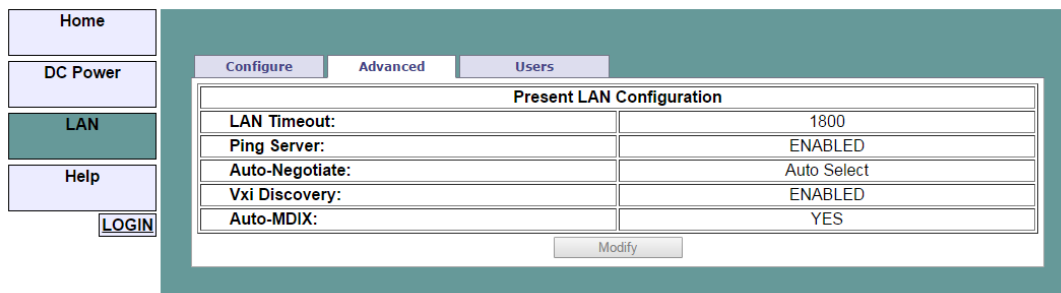 Home
DC Power
LAN
Help
LOGIN
Configure Advanced Users
Present LAN Configuration
LAN Timeout: 1800
Ping Server: ENABLED
Auto-Negotiate: Auto Select
Vxi Discovery: ENABLED
Auto-MDIX: YES
Modify